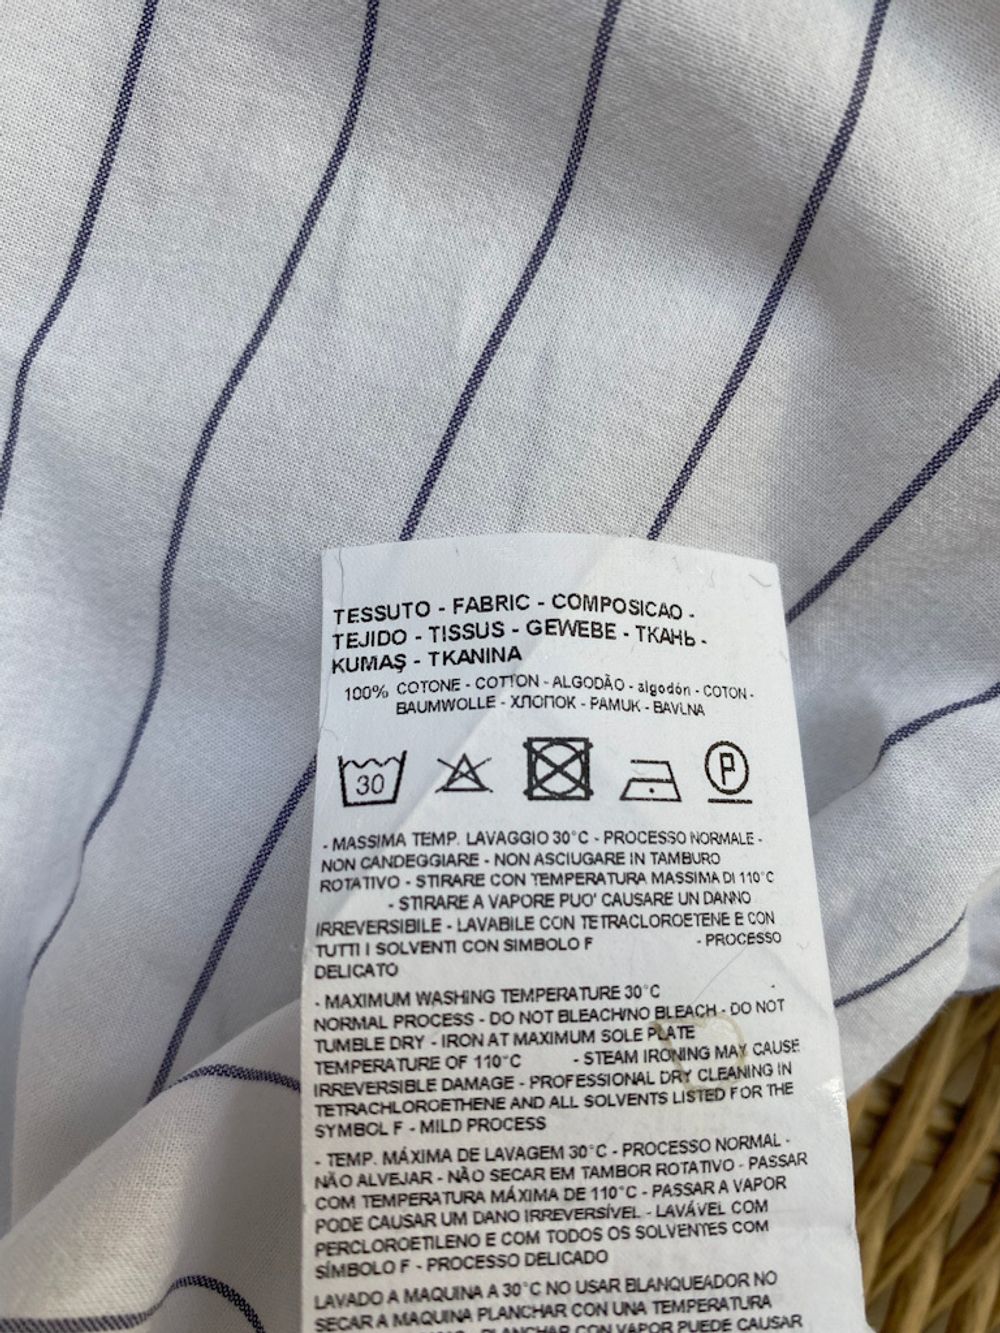 TESSUTO - FABRIC - COMPOSICAO -
TEJIDO - TISSUS - GEWEBE - ТКАНЬ -
KUMAŞ - TKANINA
100% COTONE - COTTON - ALGODÃO - algodón - COTON -
BAUMWOLLE - ХЛОПОК - PAMUK - BAVLNA
30 P
- MASSIMA TEMP. LAVAGGIO 30°C - PROCESSO NORMALE -
NON CANDEGGIARE - NON ASCIUGARE IN TAMBURO
ROTATIVO - STIRARE CON TEMPERATURA MASSIMA DI 110°C
- STIRARE A VAPORE PUO' CAUSARE UN DANNO
IRREVERSIBILE - LAVABILE CON TETRACLOROETENE E CON
TUTTI I SOLVENTI CON SIMBOLO F - PROCESSO
DELICATO
- MAXIMUM WASHING TEMPERATURE 30°C
NORMAL PROCESS - DO NOT BLEACH/NO BLEACH - DO NOT
TUMBLE DRY - IRON AT MAXIMUM SOLE PLATE
TEMPERATURE OF 110°C - STEAM IRONING MAY CAUSE
IRREVERSIBLE DAMAGE - PROFESSIONAL DRY CLEANING IN
TETRACHLOROETHENE AND ALL SOLVENTS LISTED FOR THE
SYMBOL F - MILD PROCESS
- TEMP. MÁXIMA DE LAVAGEM 30°C - PROCESSO NORMAL -
NÃO ALVEJAR - NÃO SECAR EM TAMBOR ROTATIVO - PASSAR
COM TEMPERATURA MÁXIMA DE 110°C - PASSAR A VAPOR
PODE CAUSAR UM DANO IRREVERSÍVEL - LAVÁVEL COM
PERCLOROETILENO E COM TODOS OS SOLVENTES COM
SÍMBOLO F - PROCESSO DELICADO
LAVADO A MAQUINA A 30°C NO USAR BLANQUEADOR NO
SECAR A MAQUINA PLANCHAR CON UNA TEMPERATURA
PLANCHAR CON VAPOR PUEDE CAUSAR